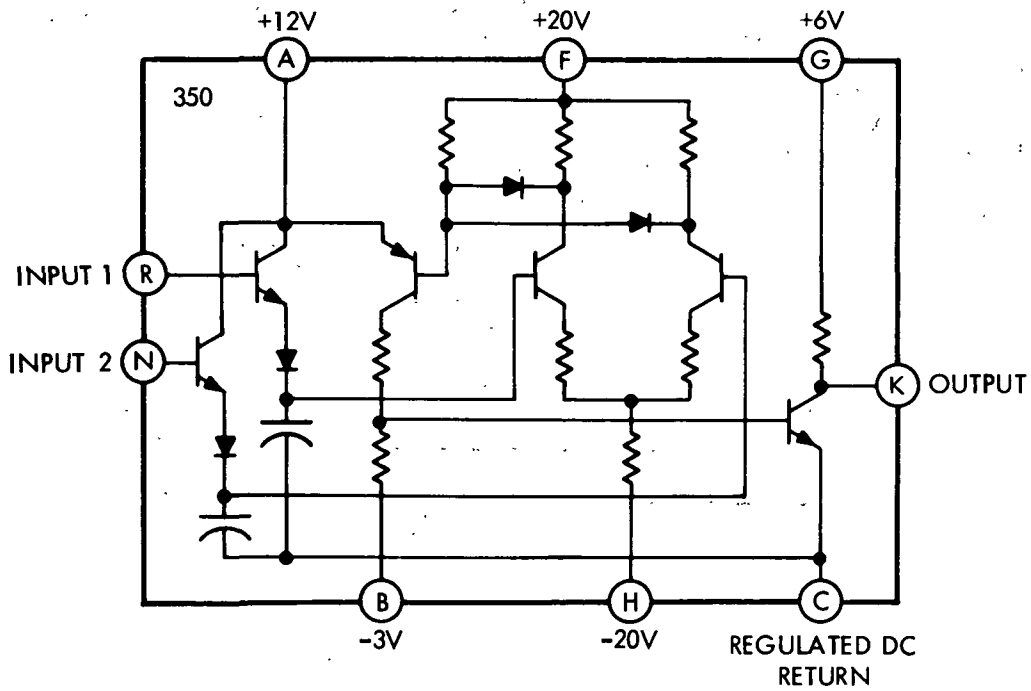 +12V +20V +6V
A F G
350
INPUT 1 R
INPUT 2 N
K OUTPUT
B H C
-3V -20V REGULATED DC
RETURN